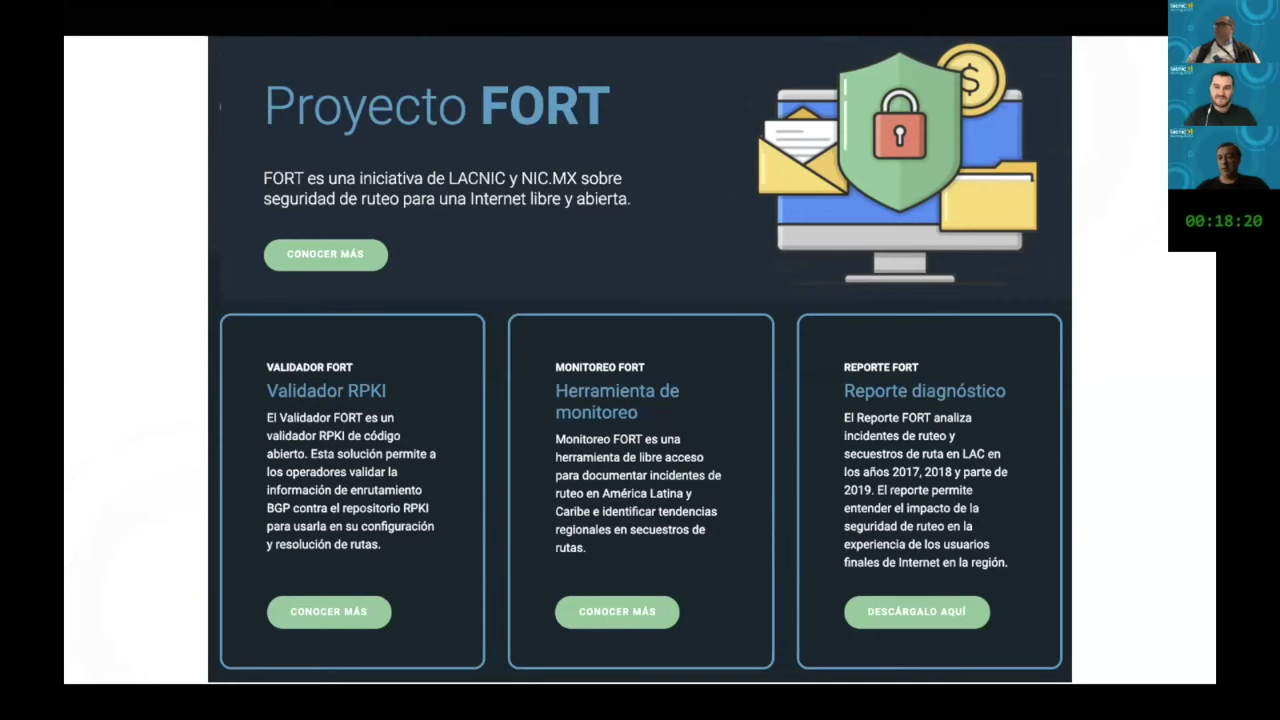 Proyecto FORT
FORT es una iniciativa de LACNIC y NIC.MX sobre
seguridad de ruteo para una Internet libre y abierta.
CONOCER MÁS
$
VALIDADOR FORT
Validador RPKI
El Validador FORT es un
validador RPKI de código
abierto. Esta solución permite a
los operadores validar la
información de enrutamiento
BGP contra el repositorio RPKI
para usarla en su configuración
y resolución de rutas.
CONOCER MÁS
MONITOREO FORT
Herramienta de
monitoreo
Monitoreo FORT es una
herramienta de libre acceso
para documentar incidentes de
ruteo en América Latina y
Caribe e identificar tendencias
regionales en secuestros de
rutas.
CONOCER MÁS
REPORTE FORT
Reporte diagnóstico
El Reporte FORT analiza
incidentes de ruteo y
secuestros de ruta en LAC en
los años 2017, 2018 y parte de
2019. El reporte permite
entender el impacto de la
seguridad de ruteo en la
experiencia de los usuarios
finales de Internet en la región.
DESCÁRGALO AQUÍ
00:18:20